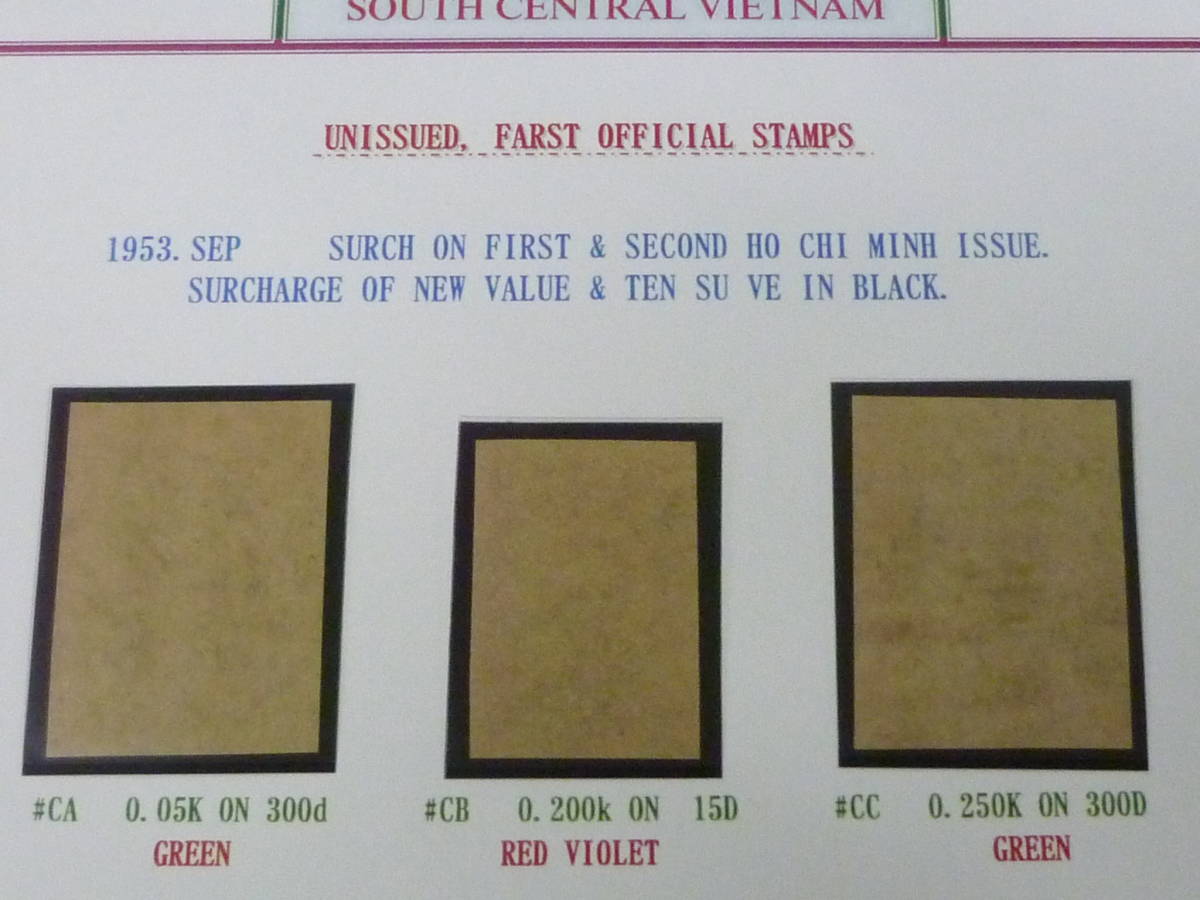 SOUTH CENTRAL VIETNAM
UNISSUED, FARST OFFICIAL STAMPS
1953. SEP SURCH ON FIRST & SECOND HO CHI MINH ISSUE.
SURCHARGE OF NEW VALUE & TEN SU VE IN BLACK.
#CA 0.05K ON 300d
GREEN
#CB 0.200k ON 15D
RED VIOLET
#CC 0.250K ON 300D
GREEN